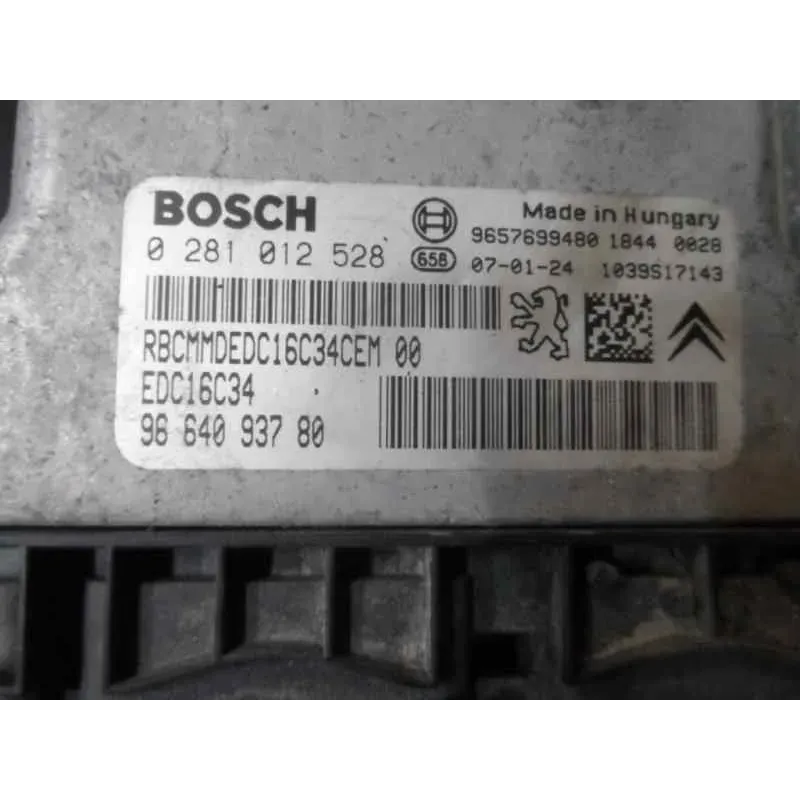 BOSCH
Made in Hungary
0 281 012 528
9657699480 1844 0028
658 07-01-24 1039S17143
RBCMMDEDC16C34CEM 00
EDC16C34
96 640 937 80